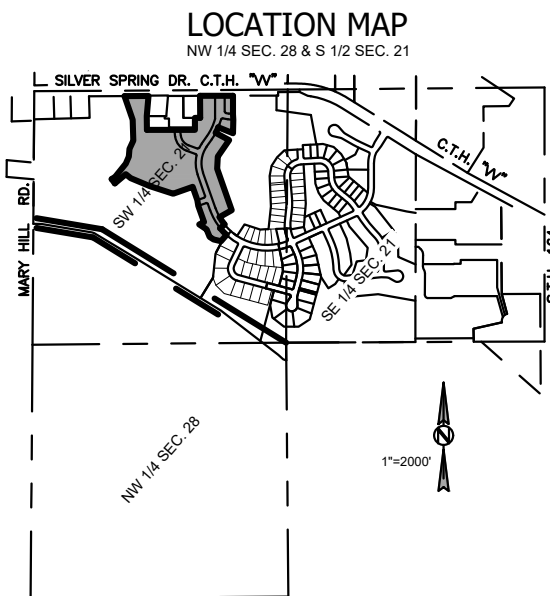 LOCATION MAP
NW 1/4 SEC. 28 & S 1/2 SEC. 21
SILVER SPRING DR. C.T.H. "W"
C.T.H. "W"
SW 1/4 SEC.
MARY HILL RD.
SE 1/4 SEC. 21
NW 1/4 SEC. 28
N
1"=2000'